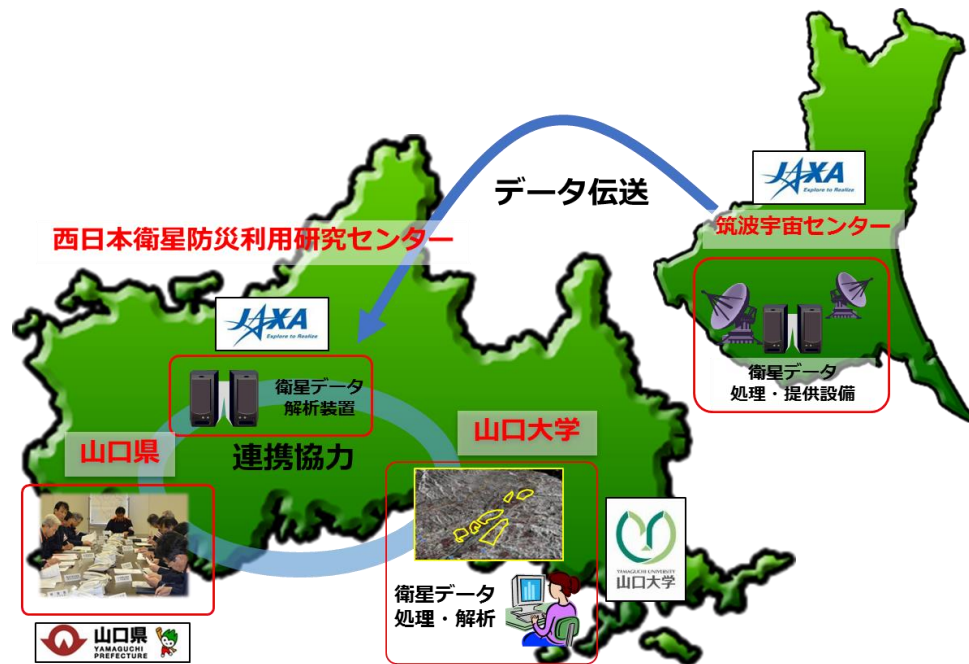 JAXA
Explore to Realize
データ伝送
筑波宇宙センター
西日本衛星防災利用研究センター
JAXA
Explore to Realize
衛星データ
処理・提供設備
衛星データ
解析装置
山口県
連携協力
山口大学
YAMAGUCHI UNIVERSITY
山口大学
衛星データ
処理・解析
山口県
YAMAGUCHI
PREFECTURE